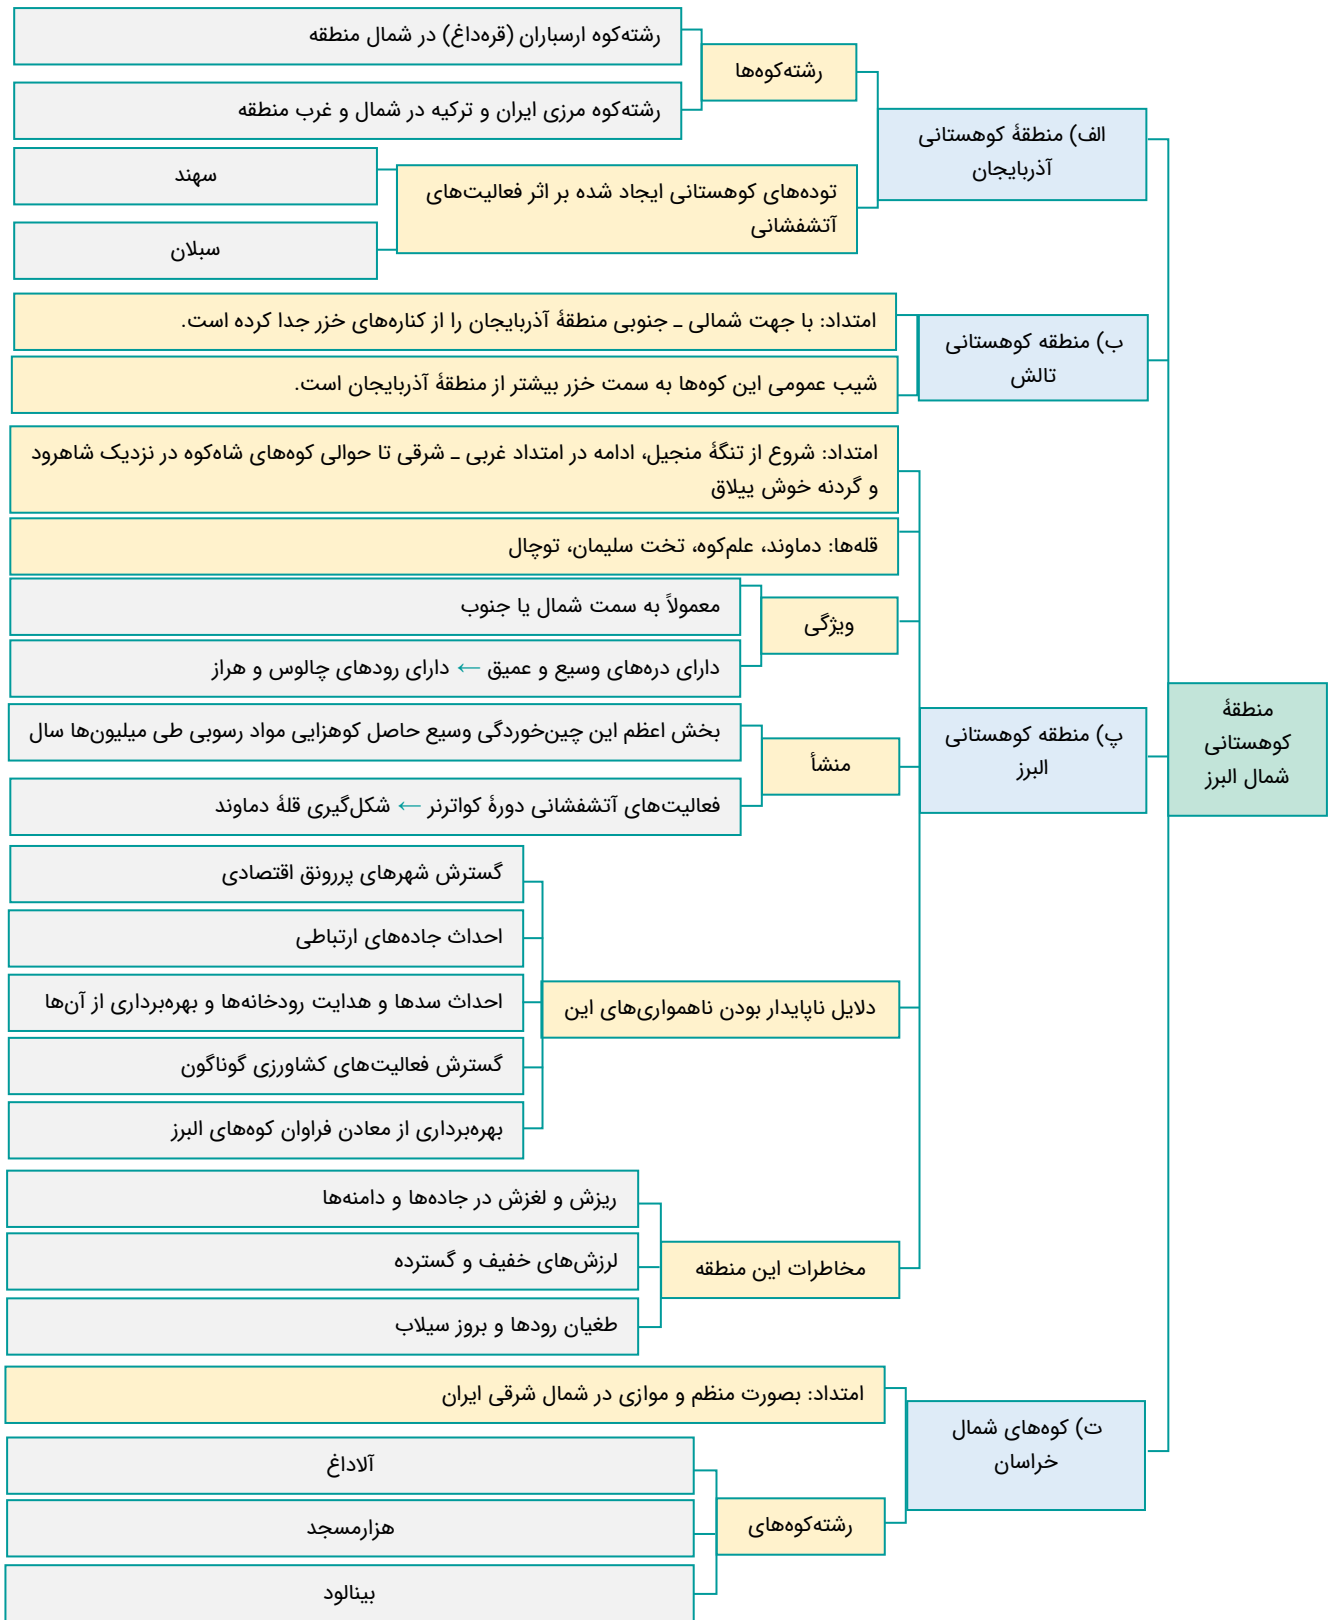 منطقهٔ
کوهستانی
شمال البرز
الف) منطقهٔ کوهستانی
آذربایجان
رشته‌کوه‌ها
رشته‌کوه ارسباران (قره‌داغ) در شمال منطقه
رشته‌کوه مرزی ایران و ترکیه در شمال و غرب منطقه
توده‌های کوهستانی ایجاد شده بر اثر فعالیت‌های
آتشفشانی
سهند
سبلان
ب) منطقه کوهستانی
تالش
امتداد: با جهت شمالی ـ جنوبی منطقهٔ آذربایجان را از کناره‌های خزر جدا کرده است.
شیب عمومی این کوه‌ها به سمت خزر بیشتر از منطقهٔ آذربایجان است.
پ) منطقه کوهستانی
البرز
امتداد: شروع از تنگهٔ منجیل، ادامه در امتداد غربی ـ شرقی تا حوالی کوه‌های شاه‌کوه در نزدیک شاهرود
و گردنه خوش ییلاق
قله‌ها: دماوند، علم‌کوه، تخت سلیمان، توچال
ویژگی
معمولاً به سمت شمال یا جنوب
دارای دره‌های وسیع و عمیق ← دارای رودهای چالوس و هراز
منشأ
بخش اعظم این چین‌خوردگی وسیع حاصل کوهزایی مواد رسوبی طی میلیون‌ها سال
فعالیت‌های آتشفشانی دورهٔ کواترنر ← شکل‌گیری قلهٔ دماوند
دلایل ناپایدار بودن ناهمواری‌های این
گسترش شهرهای پررونق اقتصادی
احداث جاده‌های ارتباطی
احداث سدها و هدایت رودخانه‌ها و بهره‌برداری از آن‌ها
گسترش فعالیت‌های کشاورزی گوناگون
بهره‌برداری از معادن فراوان کوه‌های البرز
مخاطرات این منطقه
ریزش و لغزش در جاده‌ها و دامنه‌ها
لرزش‌های خفیف و گسترده
طغیان رودها و بروز سیلاب
ت) کوه‌های شمال
خراسان
امتداد: بصورت منظم و موازی در شمال شرقی ایران
رشته‌کوه‌های
آلاداغ
هزارمسجد
بینالود